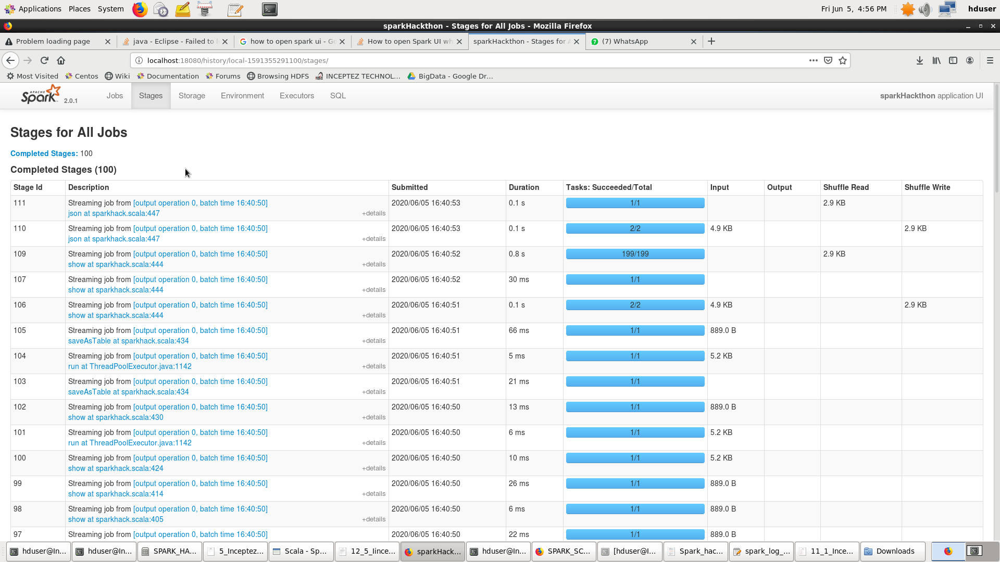 Applications Places System Fri Jun 5, 4:56 PM hduser
sparkHackthon - Stages for All Jobs - Mozilla Firefox
Problem loading page java - Eclipse - Failed to how to open spark ui - How to open Spark UI sparkHackthon - Stages for (7) WhatsApp
localhost:18080/history/local-1591355291100/stages/
Most Visited Centos Wiki Documentation Forums Browsing HDFS INCEPTEZ TECHNOL... BigData - Google Dr...
APACHE Spark 2.0.1 Jobs Stages Storage Environment Executors SQL sparkHackthon application UI
Stages for All Jobs
Completed Stages: 100
Completed Stages (100)
Stage Id Description Submitted Duration Tasks: Succeeded/Total Input Output Shuffle Read Shuffle Write
111 Streaming job from [output operation 0, batch time 16:40:50] 2020/06/05 16:40:53 0.1 s 1/1 2.9 KB
json at sparkhack.scala:447 +details
110 Streaming job from [output operation 0, batch time 16:40:50] 2020/06/05 16:40:53 0.1 s 2/2 4.9 KB 2.9 KB
json at sparkhack.scala:447 +details
109 Streaming job from [output operation 0, batch time 16:40:50] 2020/06/05 16:40:52 0.8 s 199/199 2.9 KB
show at sparkhack.scala:444 +details
107 Streaming job from [output operation 0, batch time 16:40:50] 2020/06/05 16:40:52 30 ms 1/1
show at sparkhack.scala:444 +details
106 Streaming job from [output operation 0, batch time 16:40:50] 2020/06/05 16:40:51 0.1 s 2/2 4.9 KB 2.9 KB
show at sparkhack.scala:444 +details
105 Streaming job from [output operation 0, batch time 16:40:50] 2020/06/05 16:40:51 66 ms 1/1 889.0 B
saveAsTable at sparkhack.scala:434 +details
104 Streaming job from [output operation 0, batch time 16:40:50] 2020/06/05 16:40:51 5 ms 1/1 5.2 KB
run at ThreadPoolExecutor.java:1142 +details
103 Streaming job from [output operation 0, batch time 16:40:50] 2020/06/05 16:40:51 21 ms 1/1
saveAsTable at sparkhack.scala:434 +details
102 Streaming job from [output operation 0, batch time 16:40:50] 2020/06/05 16:40:50 13 ms 1/1 889.0 B
show at sparkhack.scala:430 +details
101 Streaming job from [output operation 0, batch time 16:40:50] 2020/06/05 16:40:50 6 ms 1/1 5.2 KB
run at ThreadPoolExecutor.java:1142 +details
100 Streaming job from [output operation 0, batch time 16:40:50] 2020/06/05 16:40:50 10 ms 1/1 5.2 KB
show at sparkhack.scala:424 +details
99 Streaming job from [output operation 0, batch time 16:40:50] 2020/06/05 16:40:50 26 ms 1/1 889.0 B
show at sparkhack.scala:414 +details
98 Streaming job from [output operation 0, batch time 16:40:50] 2020/06/05 16:40:50 6 ms 1/1 889.0 B
show at sparkhack.scala:405 +details
97 Streaming job from [output operation 0, batch time 16:40:50] 2020/06/05 16:40:50 22 ms 1/1 889.0 B
hduser@In... hduser@In... SPARK_HA... 5_Inceptez... Scala - Sp... 12_5_Iince... sparkHack... hduser@In... SPARK_SC... [hduser@I... Spark_hac... spark_log_... 11_1_Ince... Downloads